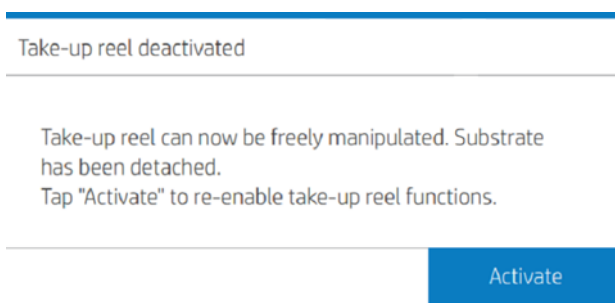 Take-up reel deactivated
Take-up reel can now be freely manipulated. Substrate
has been detached.
Tap "Activate" to re-enable take-up reel functions.
Activate